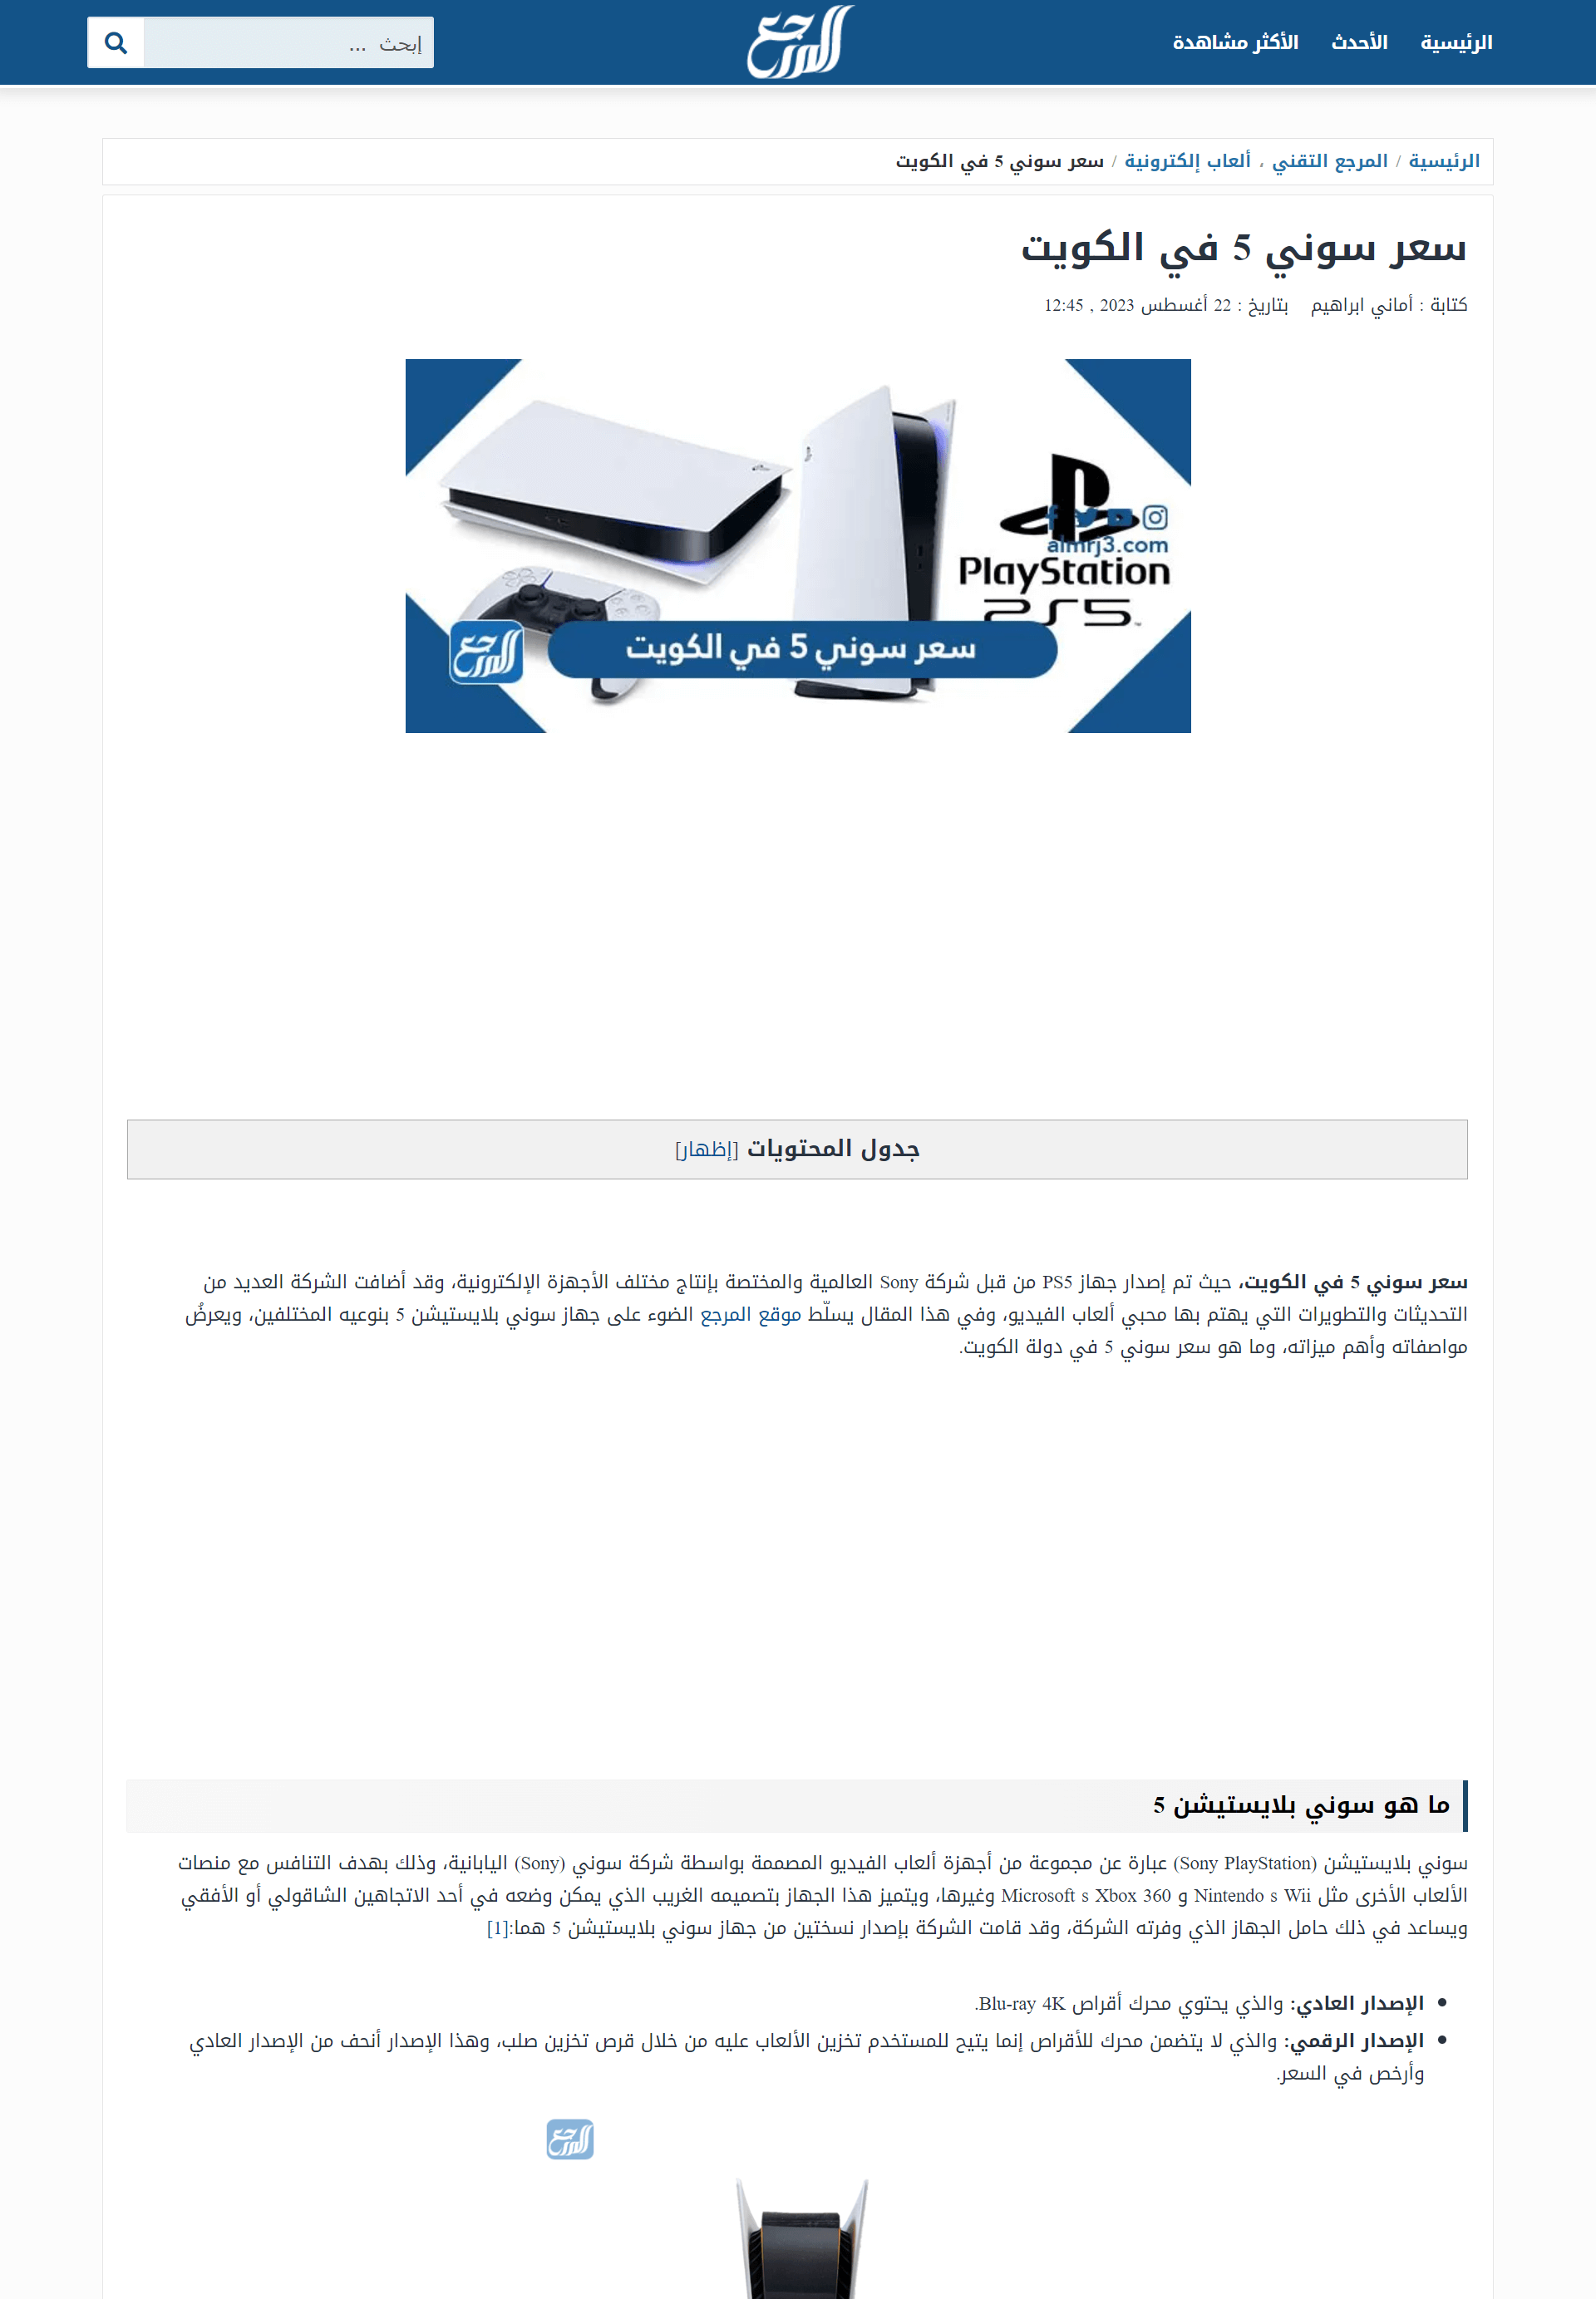 الرئيسية الأحدث الأكثر مشاهدة
المرجع
إبحث ...
الرئيسية / المرجع التقني ، ألعاب إلكترونية / سعر سوني 5 في الكويت
سعر سوني 5 في الكويت
كتابة : أماني ابراهيم بتاريخ : 22 أغسطس 2023 , 12:45
almrj3.com
PlayStation
PS5
سعر سوني 5 في الكويت
المرجع
جدول المحتويات [إظهار]
سعر سوني 5 في الكويت، حيث تم إصدار جهاز PS5 من قبل شركة Sony العالمية والمختصة بإنتاج مختلف الأجهزة الإلكترونية، وقد أضافت الشركة العديد من
التحديثات والتطويرات التي يهتم بها محبي ألعاب الفيديو، وفي هذا المقال يسلّط موقع المرجع الضوء على جهاز سوني بلايستيشن 5 بنوعيه المختلفين، ويعرضُ
مواصفاته وأهم ميزاته، وما هو سعر سوني 5 في دولة الكويت.
ما هو سوني بلايستيشن 5
سوني بلايستيشن (Sony PlayStation) عبارة عن مجموعة من أجهزة ألعاب الفيديو المصممة بواسطة شركة سوني (Sony) اليابانية، وذلك بهدف التنافس مع منصات
الألعاب الأخرى مثل Nintendo s Wii و Microsoft s Xbox 360 وغيرها، ويتميز هذا الجهاز بتصميمه الغريب الذي يمكن وضعه في أحد الاتجاهين الشاقولي أو الأفقي
ويساعد في ذلك حامل الجهاز الذي وفرته الشركة، وقد قامت الشركة بإصدار نسختين من جهاز سوني بلايستيشن 5 هما:[1]
الإصدار العادي: والذي يحتوي محرك أقراص Blu-ray 4K.
الإصدار الرقمي: والذي لا يتضمن محرك للأقراص إنما يتيح للمستخدم تخزين الألعاب عليه من خلال قرص تخزين صلب، وهذا الإصدار أنحف من الإصدار العادي
وأرخص في السعر.
المرجع